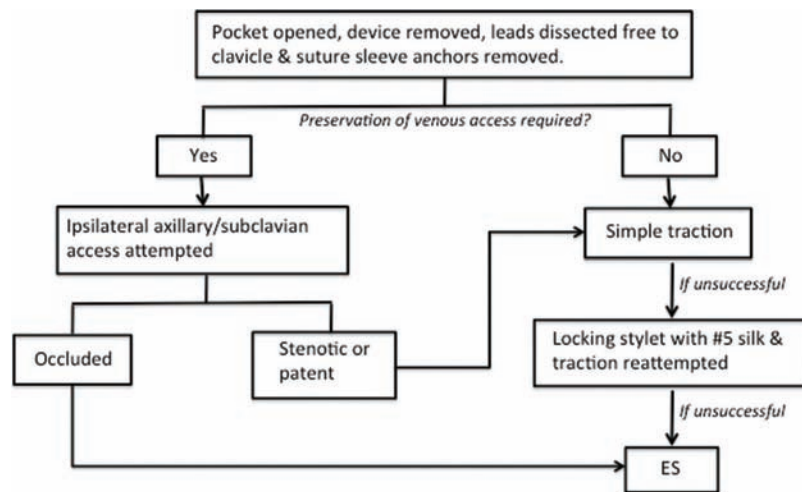 Pocket opened, device removed, leads dissected free to
clavicle & suture sleeve anchors removed.
Preservation of venous access required?
Yes
No
Ipsilateral axillary/subclavian
access attempted
Simple traction
If unsuccessful
Occluded
Stenotic or
patent
Locking stylet with #5 silk &
traction reattempted
If unsuccessful
ES